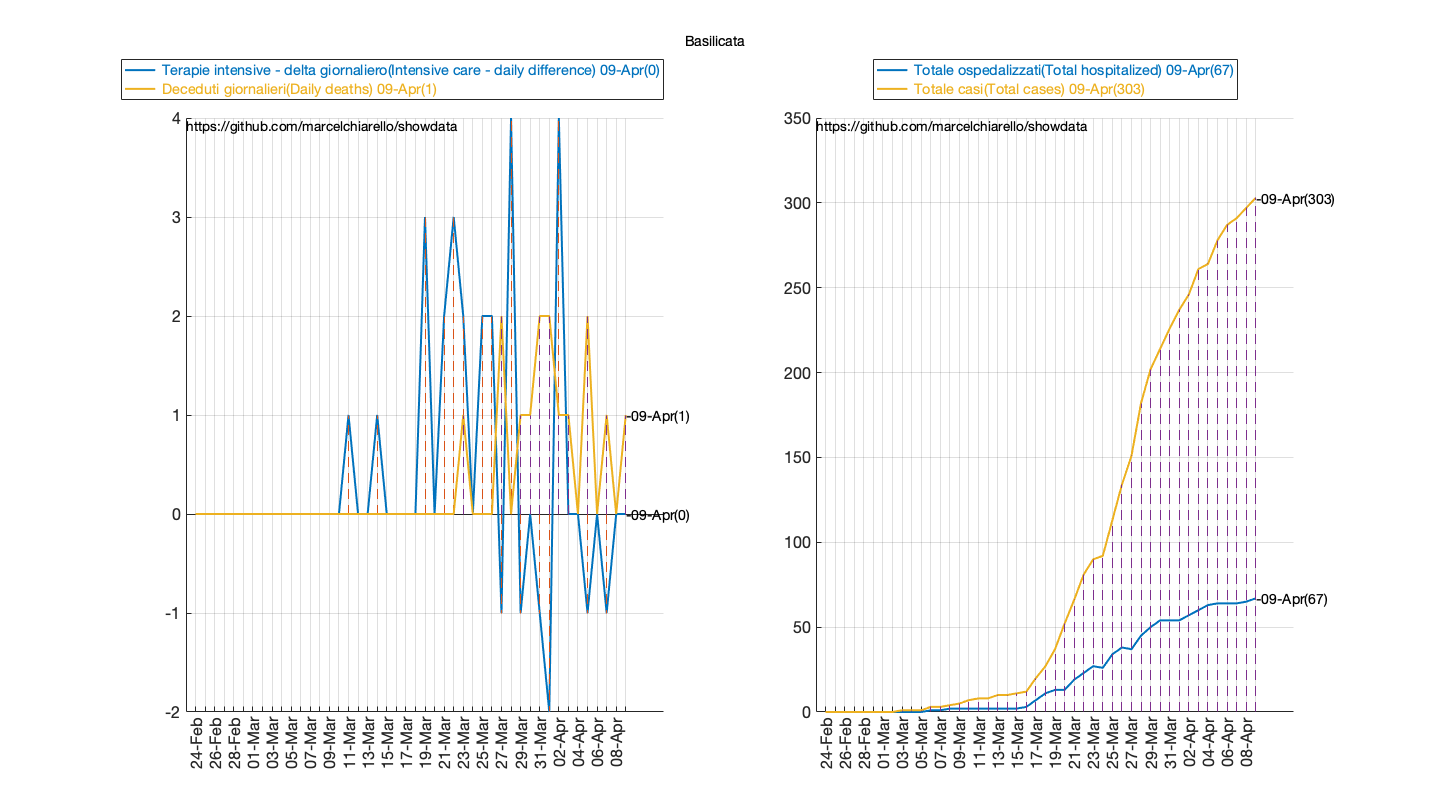 Basilicata
Terapie intensive - delta giornaliero(Intensive care - daily difference) 09-Apr(0)
Deceduti giornalieri(Daily deaths) 09-Apr(1)
https://github.com/marcelchiarello/showdata
4
3
2
1
0
-1
-2
-09-Apr(1)
-09-Apr(0)
24-Feb
26-Feb
28-Feb
01-Mar
03-Mar
05-Mar
07-Mar
09-Mar
11-Mar
13-Mar
15-Mar
17-Mar
19-Mar
21-Mar
23-Mar
25-Mar
27-Mar
29-Mar
31-Mar
02-Apr
04-Apr
06-Apr
08-Apr
Totale ospedalizzati(Total hospitalized) 09-Apr(67)
Totale casi(Total cases) 09-Apr(303)
https://github.com/marcelchiarello/showdata
350
300
250
200
150
100
50
0
-09-Apr(303)
-09-Apr(67)
24-Feb
26-Feb
28-Feb
01-Mar
03-Mar
05-Mar
07-Mar
09-Mar
11-Mar
13-Mar
15-Mar
17-Mar
19-Mar
21-Mar
23-Mar
25-Mar
27-Mar
29-Mar
31-Mar
02-Apr
04-Apr
06-Apr
08-Apr